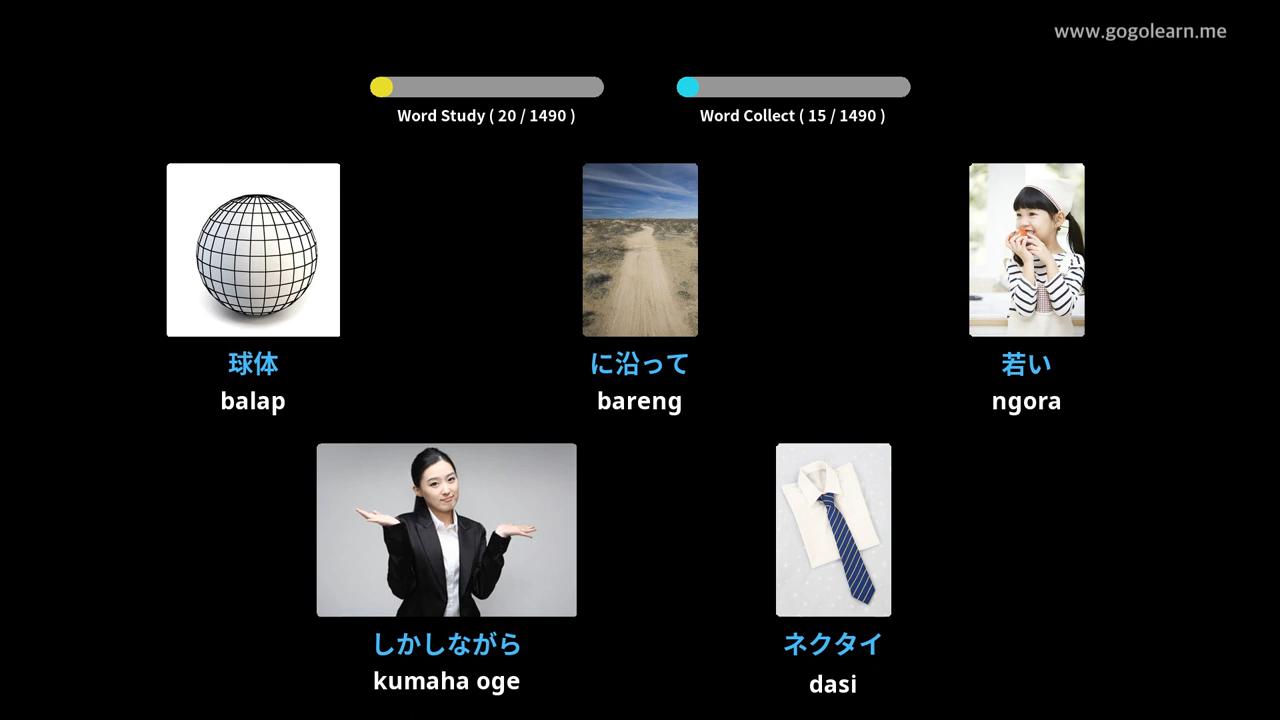 www.gogolearn.me
Word Study ( 20 / 1490 )
Word Collect ( 15 / 1490 )
球体
balap
に沿って
bareng
若い
ngora
しかしながら
kumaha oge
ネクタイ
dasi